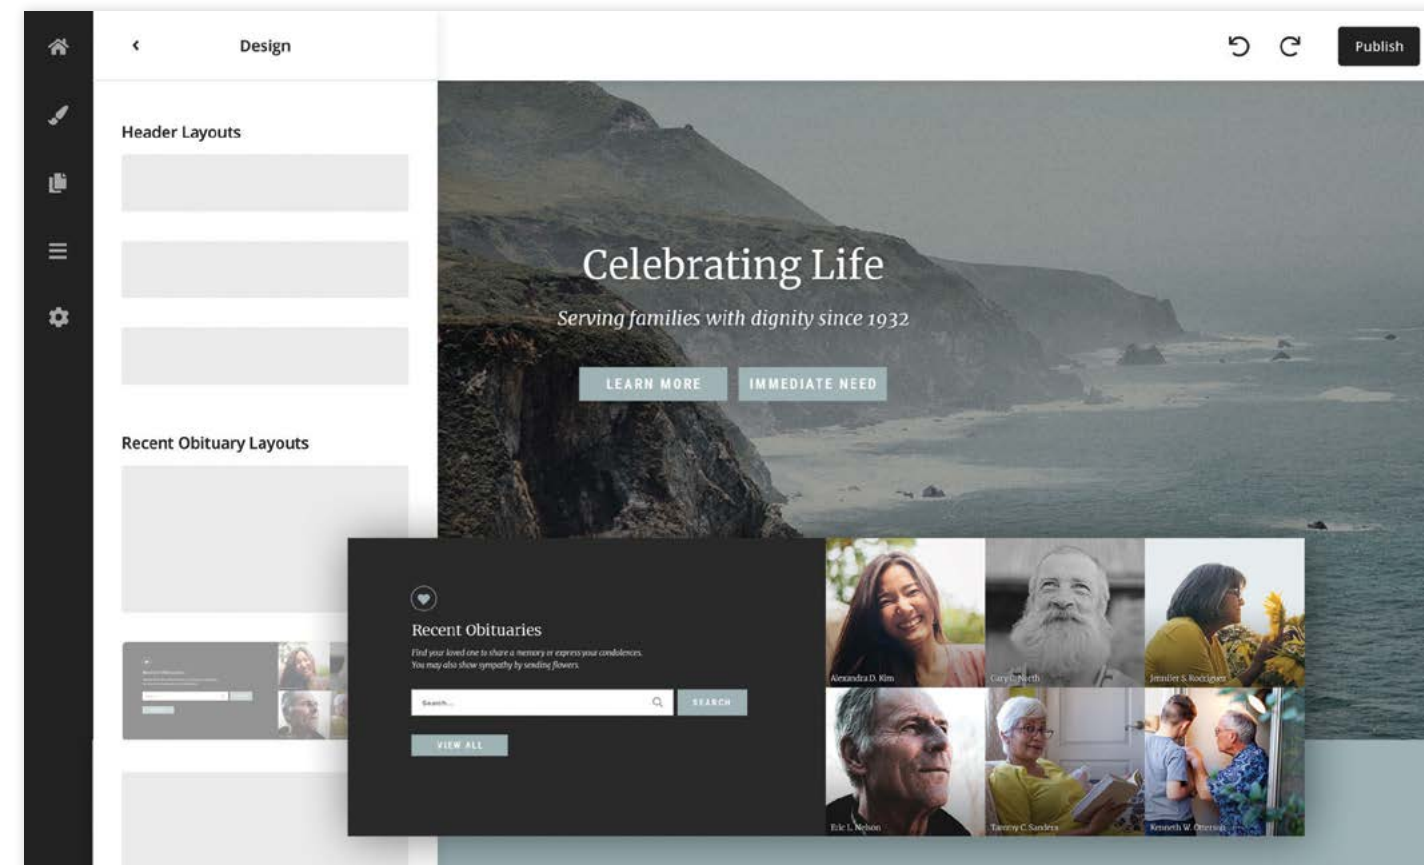 Design
Publish
Header Layouts
Celebrating Life
Serving families with dignity since 1932
LEARN MORE
IMMEDIATE NEED
Recent Obituary Layouts
Recent Obituaries
Find your loved one to share a memory or express your condolences.
You may also show sympathy by sending flowers.
Search...
SEARCH
VIEW ALL
Alexandra D. Kim
Gary C. North
Jennifer S. Rodriguez
Eric L. Nelson
Tammy C. Sanders
Kenneth W. Otterson